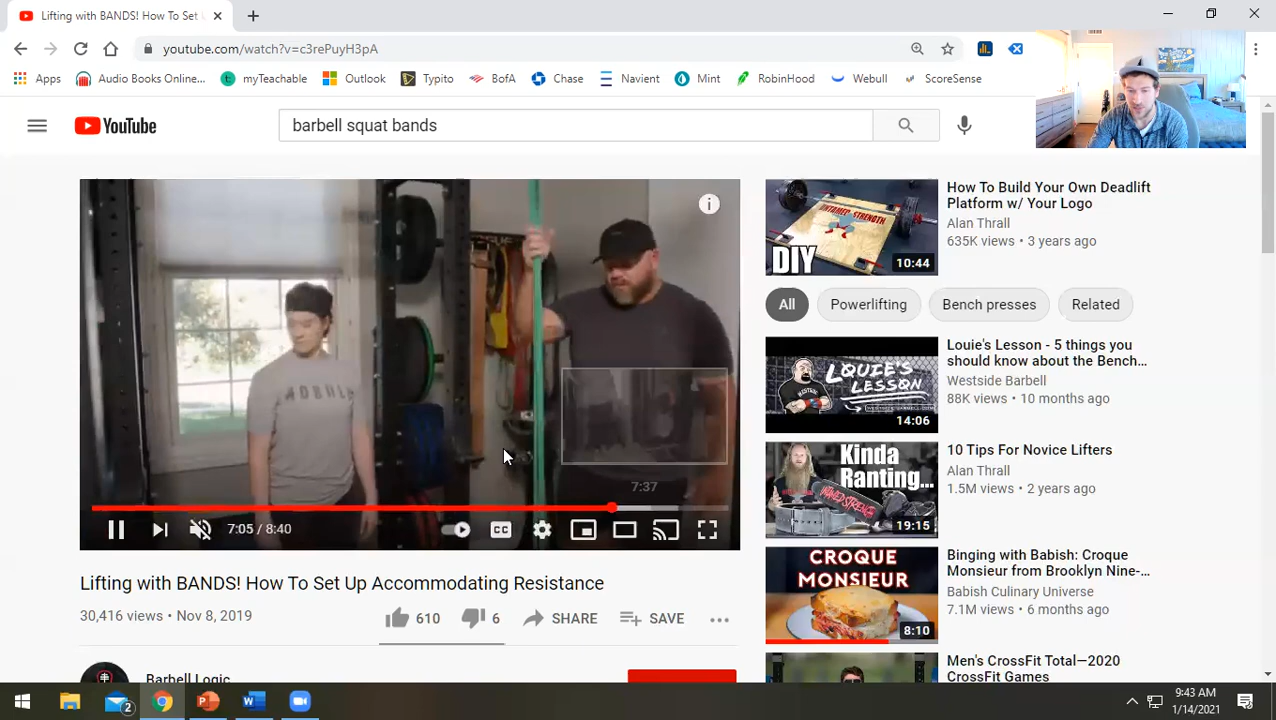 Lifting with BANDS! How To Set
youtube.com/watch?v=c3rePuyH3pA
Apps
Audio Books Online...
myTeachable
Outlook
Typito
BofA
Chase
Navient
Mint
RobinHood
Webull
ScoreSense
YouTube
barbell squat bands
7:37
7:05 / 8:40
CC
Lifting with BANDS! How To Set Up Accommodating Resistance
30,416 views • Nov 8, 2019
610
6
SHARE
SAVE
Barbell Logic
UNTAMED STRENGTH
DIY
10:44
How To Build Your Own Deadlift
Platform w/ Your Logo
Alan Thrall
635K views • 3 years ago
All
Powerlifting
Bench presses
Related
LOUIE'S
LESSON
14:06
Louie's Lesson - 5 things you
should know about the Bench...
Westside Barbell
88K views • 10 months ago
Kinda
Ranting...
19:15
10 Tips For Novice Lifters
Alan Thrall
1.5M views • 2 years ago
CROQUE
MONSIEUR
8:10
Binging with Babish: Croque
Monsieur from Brooklyn Nine-
Babish Culinary Universe
7.1M views • 6 months ago
Men's CrossFit Total—2020
CrossFit Games
2
9:43 AM
1/14/2021